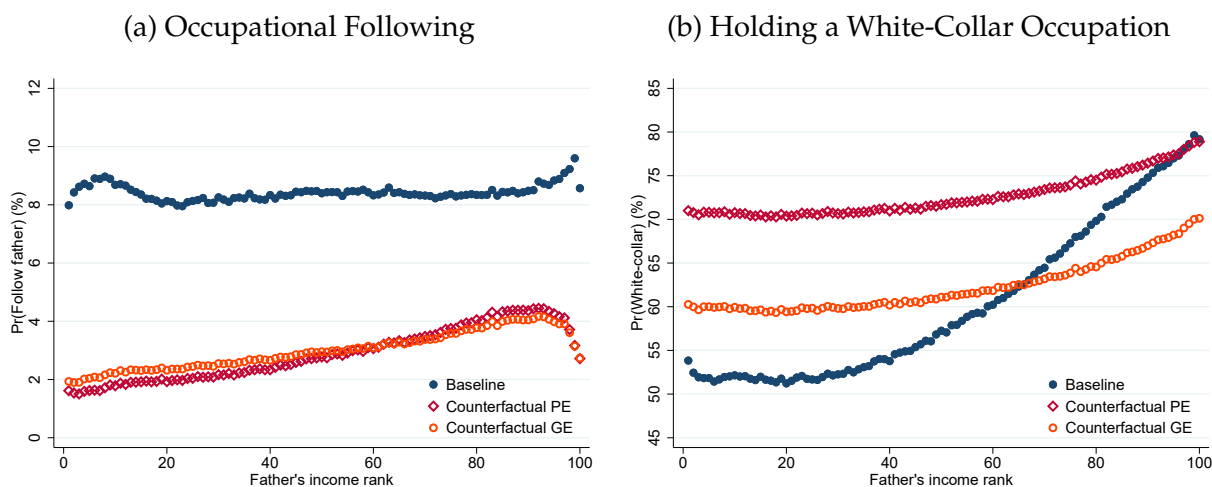 (a) Occupational Following
Pr(Follow father) (%)
12
10
8
6
4
2
0
Baseline
Counterfactual PE
Counterfactual GE
0 20 40 60 80 100
Father's income rank
(b) Holding a White-Collar Occupation
Pr(White-collar) (%)
85
80
75
70
65
60
55
50
45
Baseline
Counterfactual PE
Counterfactual GE
0 20 40 60 80 100
Father's income rank